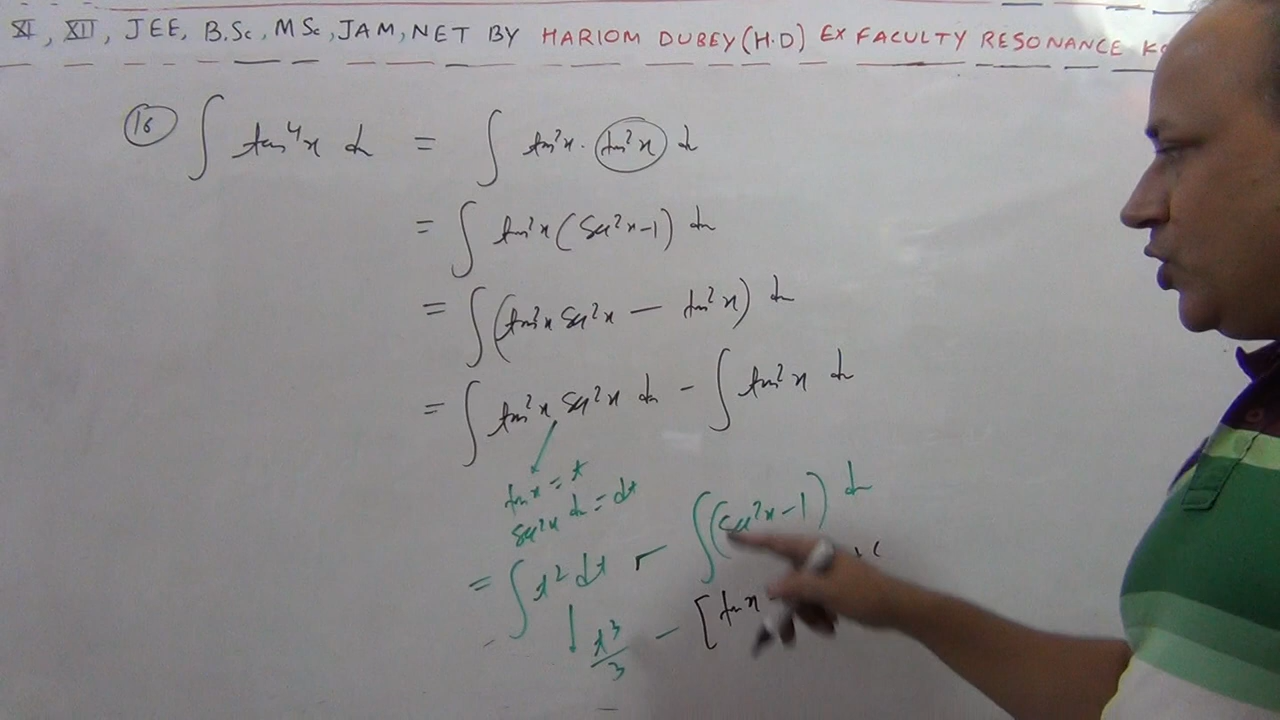 XI, XII, JEE, B.Sc, MSc, JAM, NET BY HARIOM DUBEY(H.D) EX FACULTY RESONANCE
16 ∫ tan⁴x dx = ∫ tan²x · tan²x dx
= ∫ tan²x (sec²x-1) dx
= ∫ (tan²x sec²x — tan²x) dx
= ∫ tan²x sec²x dx - ∫ tan²x dx
tan x = t
sec²x dx = dt
= ∫ t² dt - ∫ (sec²x-1) dx
t³/3 - [tan x